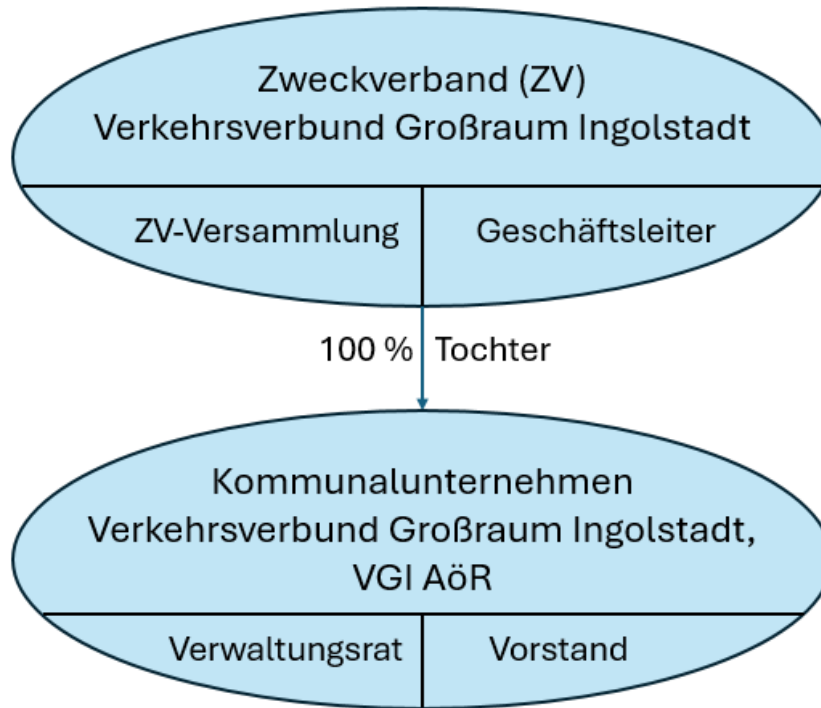 Zweckverband (ZV)
Verkehrsverbund Großraum Ingolstadt
ZV-Versammlung
Geschäftsleiter
100 % Tochter
Kommunalunternehmen
Verkehrsverbund Großraum Ingolstadt,
VGI AöR
Verwaltungsrat
Vorstand